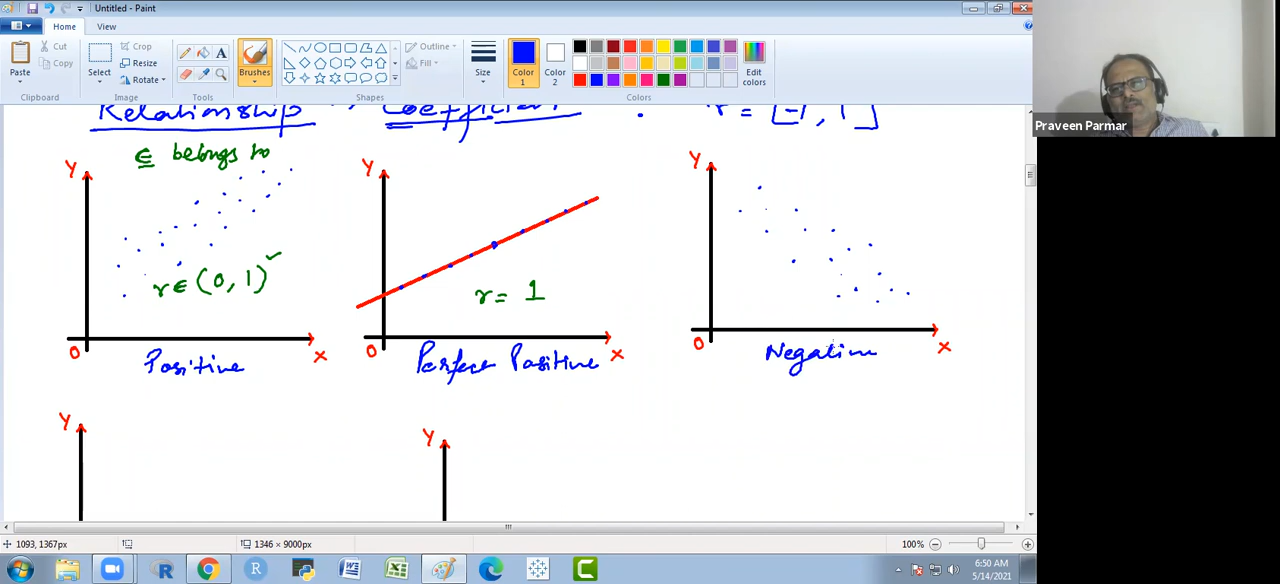 Untitled - Paint
Home View
Paste
Cut
Copy
Clipboard
Select
Crop
Resize
Rotate
Image
Tools
Brushes
Outline
Fill
Shapes
Size
Color 1
Color 2
Edit colors
Colors
Praveen Parmar
Relationship Coefficient : r = [-1, 1]
∈ belongs to
Y
r ∈ (0, 1) ✓
0 X
Positive
Y
r = 1
0 X
Perfect Positive
Y
0 X
Negative
Y
Y
1093, 1367px
1346 × 9000px
100%
6:50 AM
5/14/2021